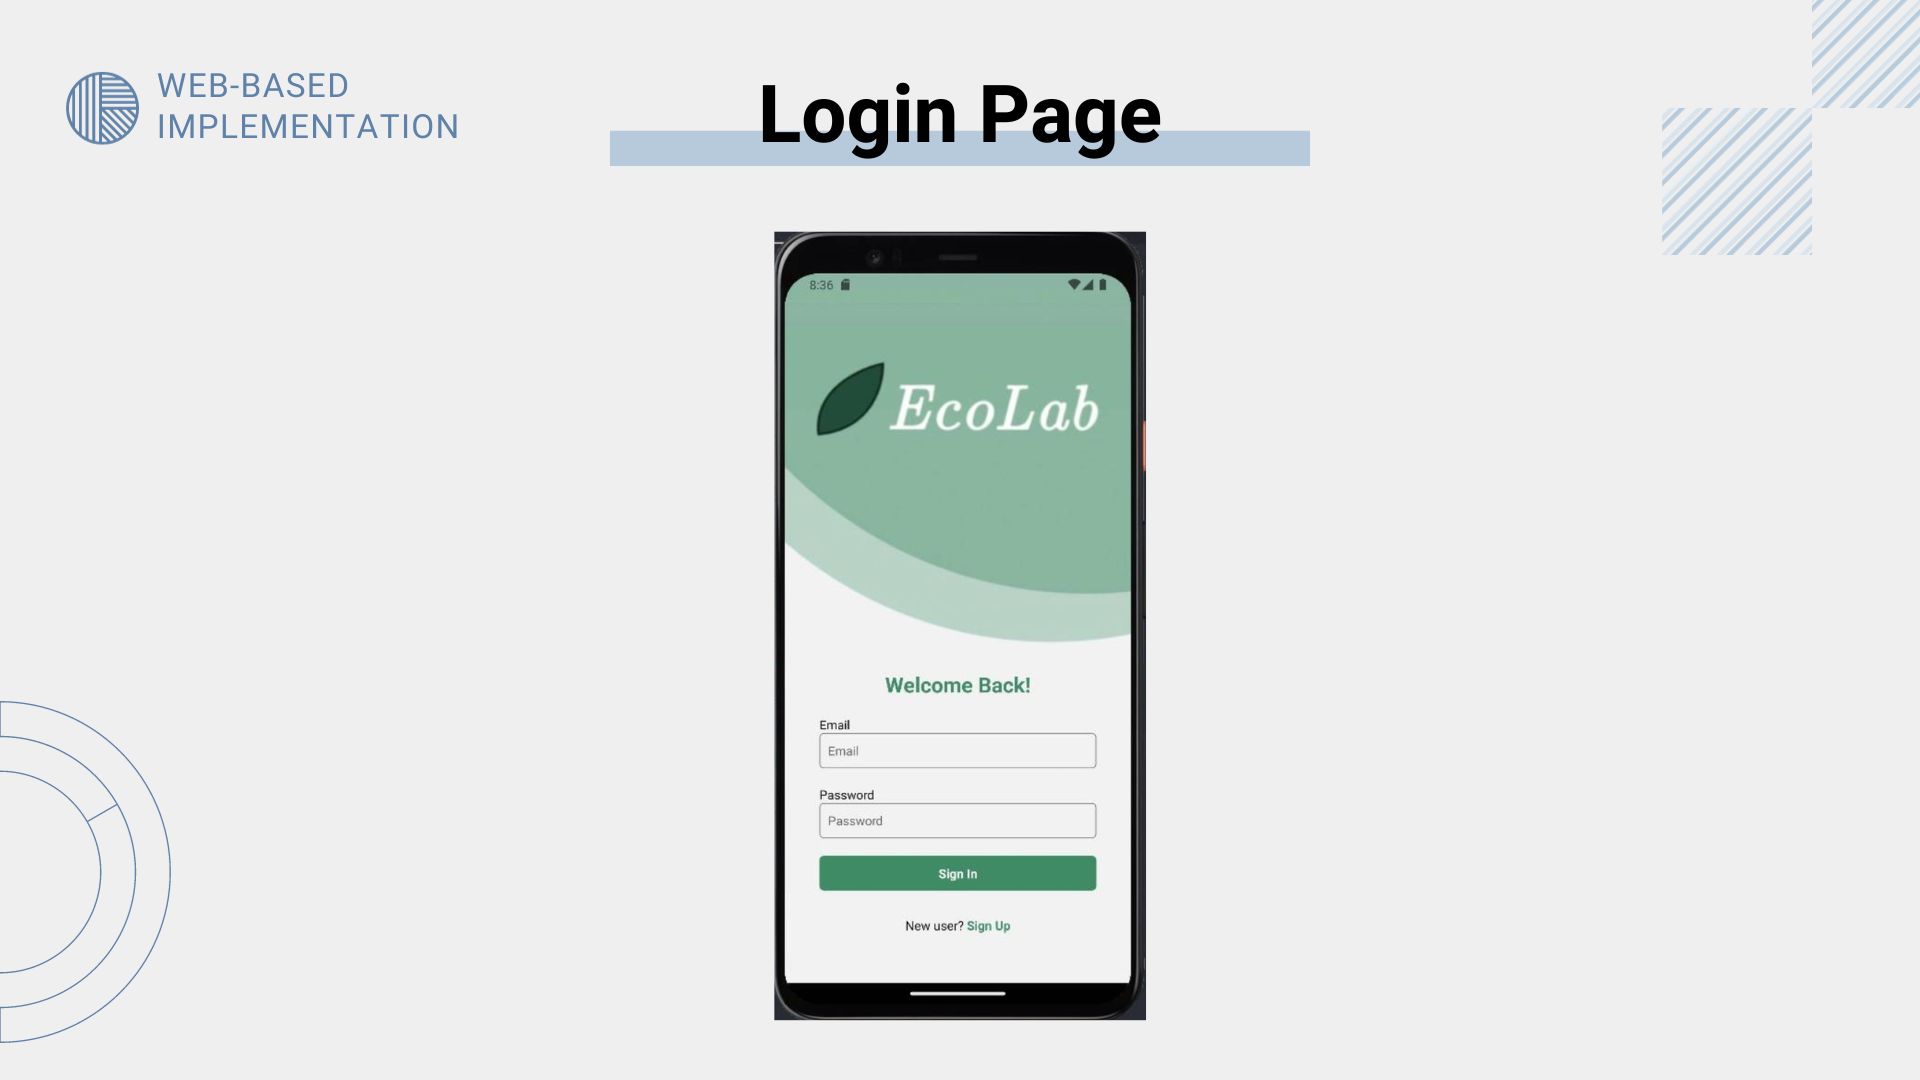 WEB-BASED
IMPLEMENTATION
Login Page
8:36
EcoLab
Welcome Back!
Email
Email
Password
Password
Sign In
New user? Sign Up